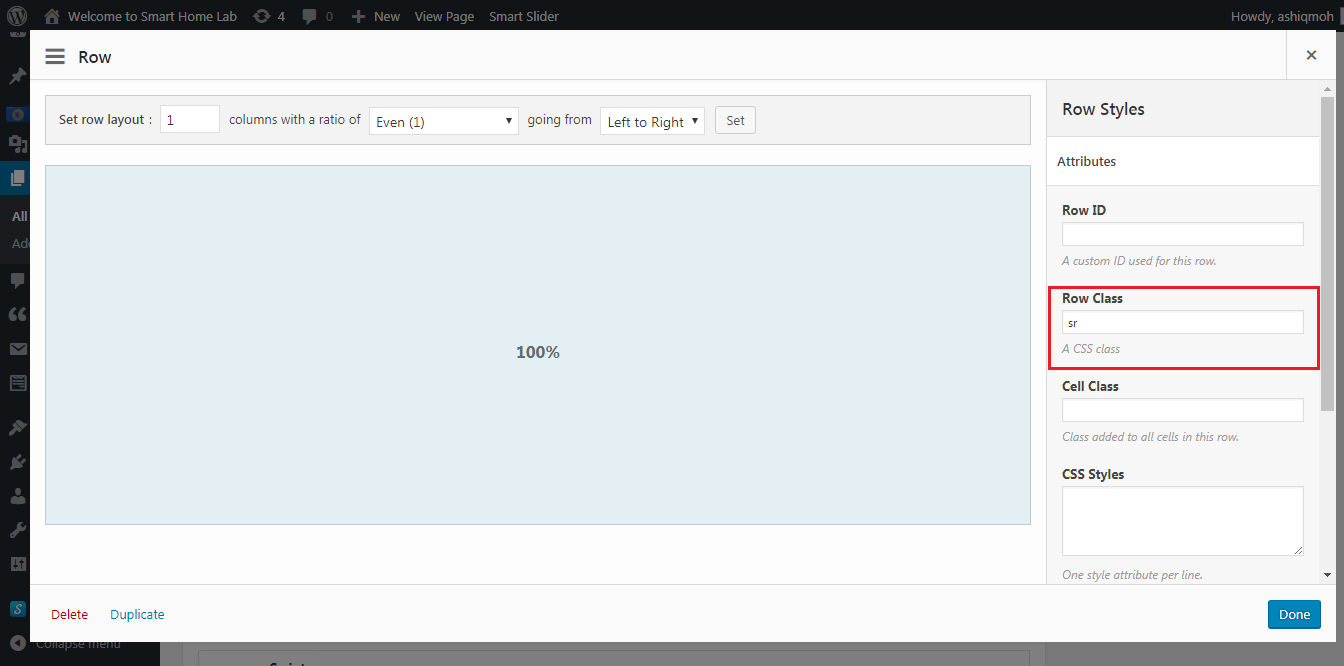 Welcome to Smart Home Lab 4 0 New View Page Smart Slider Howdy, ashiqmoh
Row
Set row layout : 1 columns with a ratio of Even (1) going from Left to Right Set
100%
Row Styles
Attributes
Row ID
A custom ID used for this row.
Row Class
sr
A CSS class
Cell Class
Class added to all cells in this row.
CSS Styles
One style attribute per line.
All
Delete Duplicate Done
Collapse menu